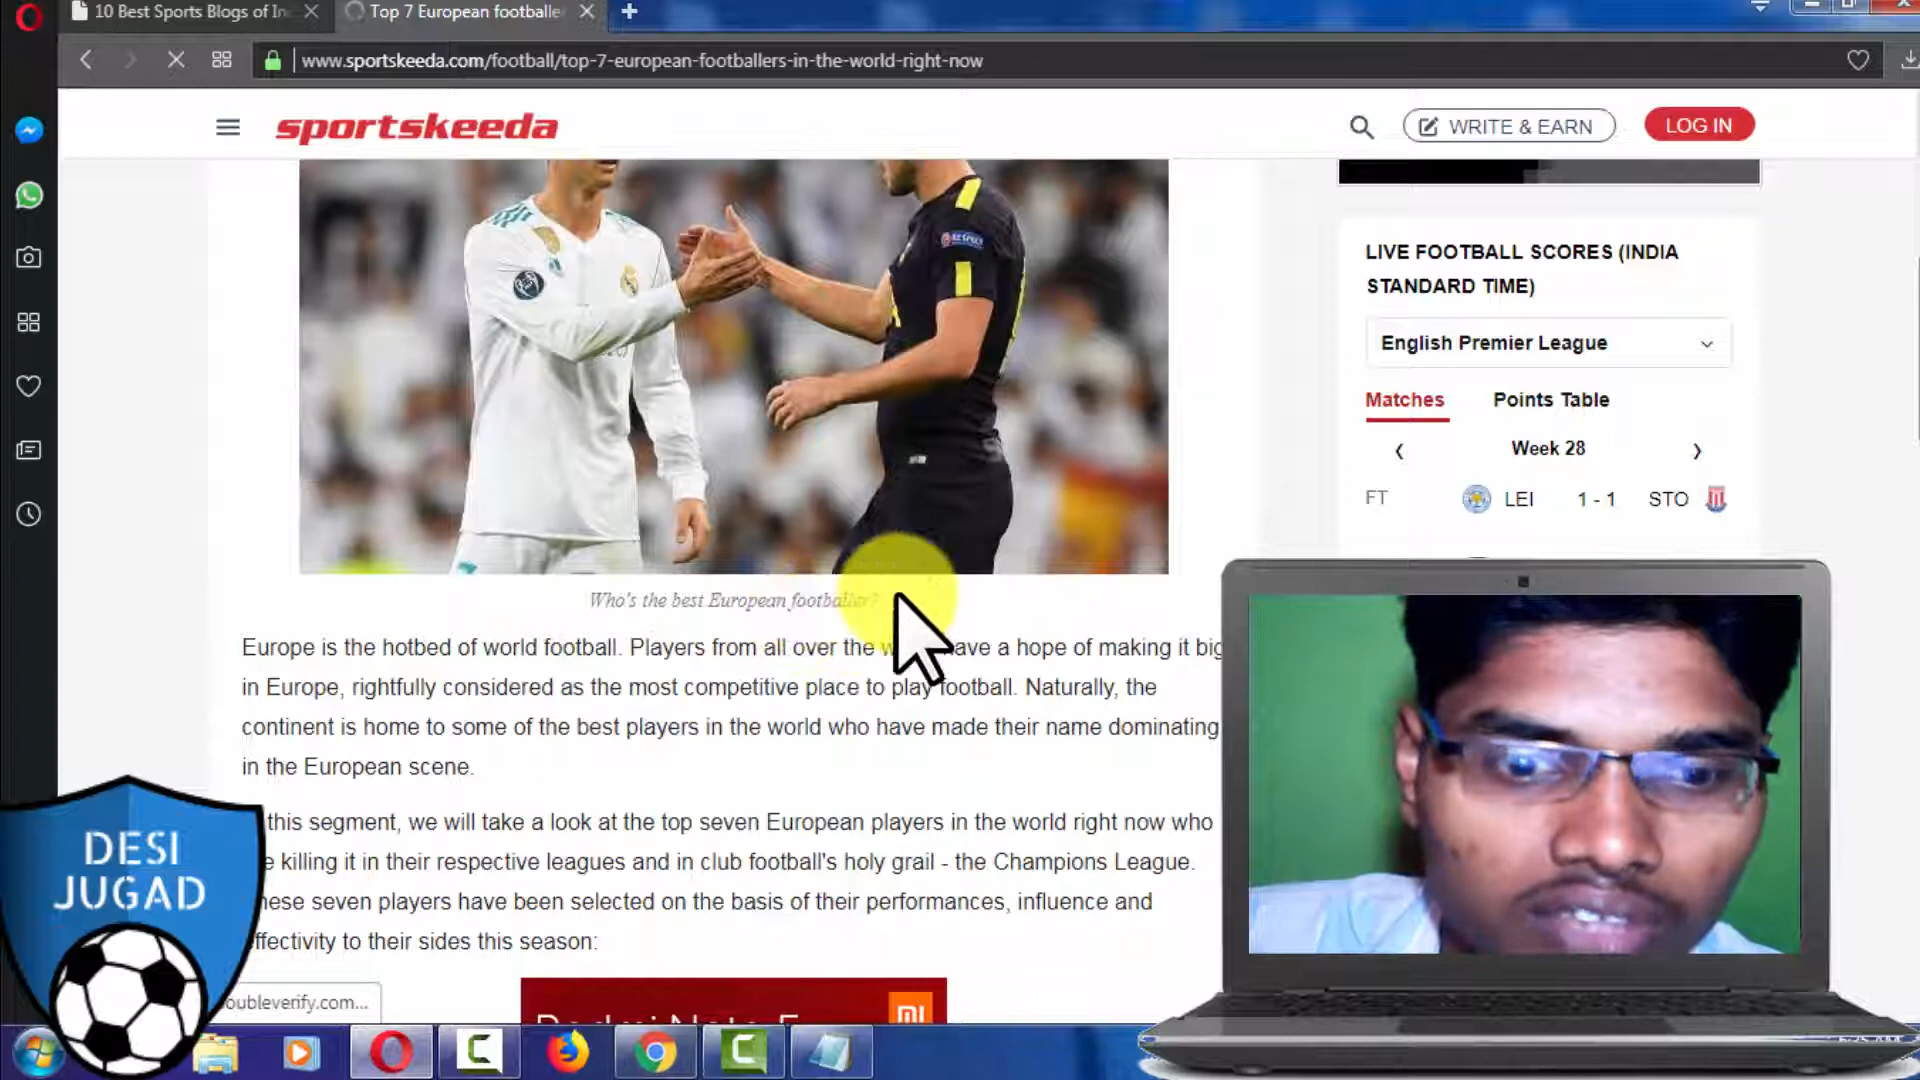 10 Best Sports Blogs of In
Top 7 European footballe
www.sportskeeda.com/football/top-7-european-footballers-in-the-world-right-now
sportskeeda
WRITE & EARN
LOG IN
RESPECT
LIVE FOOTBALL SCORES (INDIA
STANDARD TIME)
English Premier League
Matches
Points Table
Week 28
FT LEI 1 - 1 STO
Who's the best European footballer?
Europe is the hotbed of world football. Players from all over the w ave a hope of making it big
in Europe, rightfully considered as the most competitive place to play football. Naturally, the
continent is home to some of the best players in the world who have made their name dominating
in the European scene.
this segment, we will take a look at the top seven European players in the world right now who
e killing it in their respective leagues and in club football's holy grail - the Champions League.
hese seven players have been selected on the basis of their performances, influence and
ffectivity to their sides this season:
DESI
JUGAD
oubleverify.com...
Redmi Note 5
MI